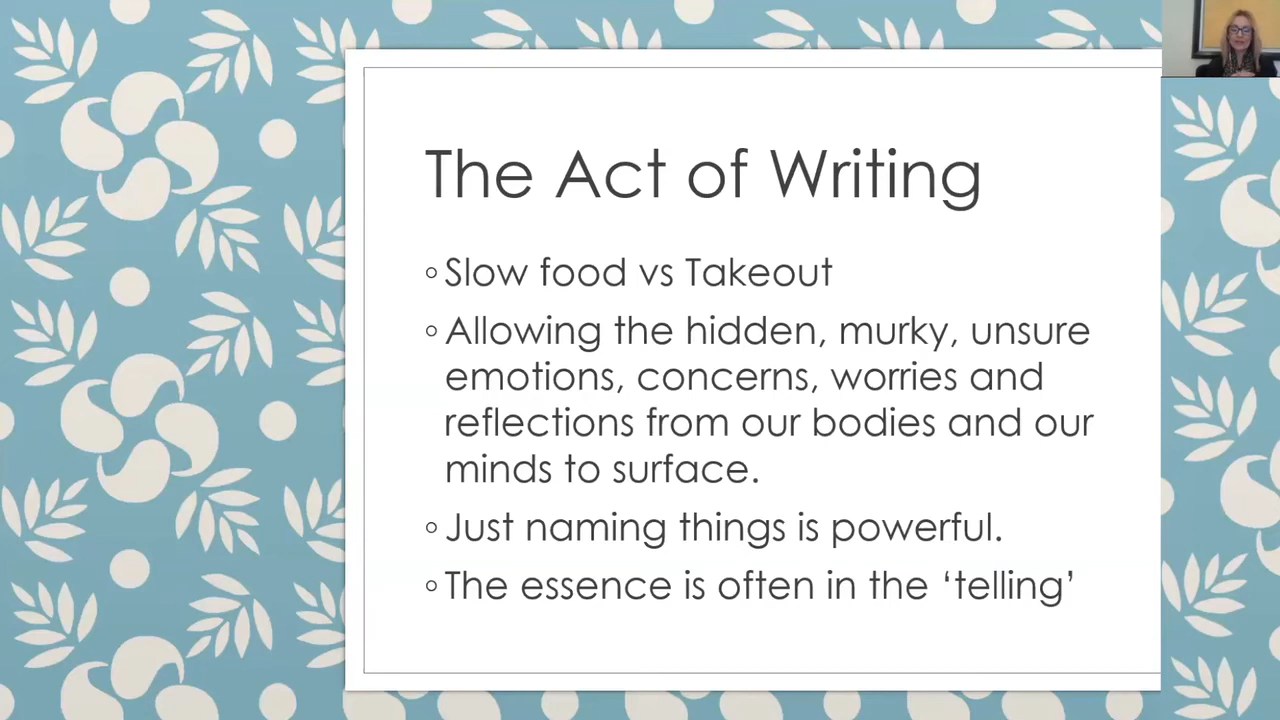 The Act of Writing
◦ Slow food vs Takeout
◦ Allowing the hidden, murky, unsure
emotions, concerns, worries and
reflections from our bodies and our
minds to surface.
◦ Just naming things is powerful.
◦ The essence is often in the ‘telling’